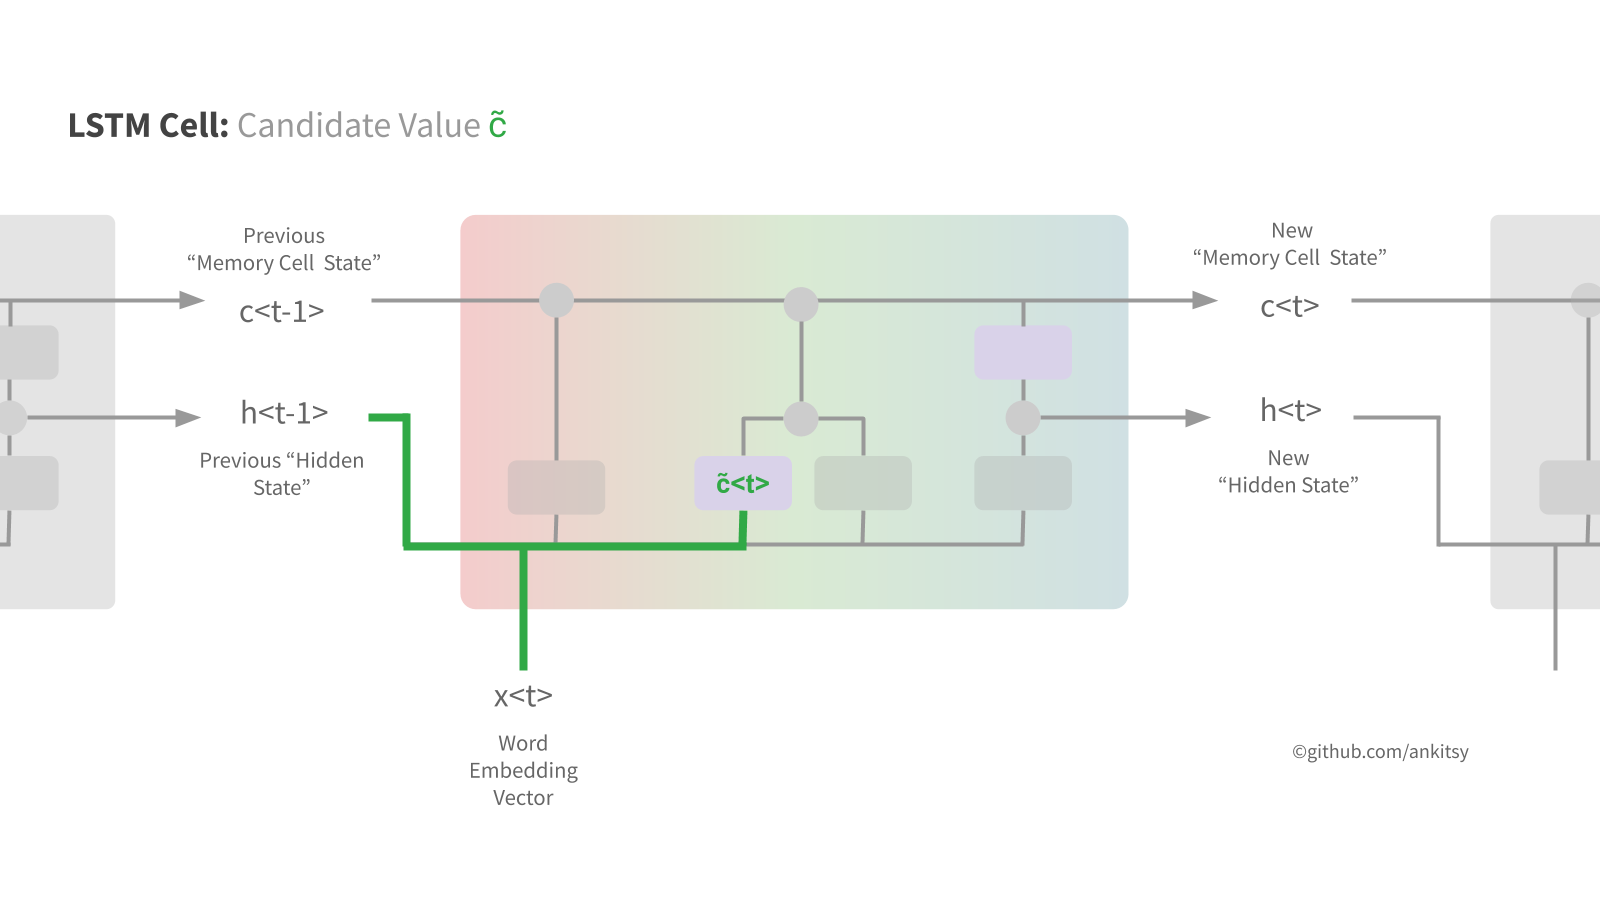 LSTM Cell: Candidate Value c̃
Previous
“Memory Cell State”
c<t-1>
h<t-1>
Previous “Hidden
State”
c̃<t>
x<t>
Word
Embedding
Vector
New
“Memory Cell State”
c<t>
h<t>
New
“Hidden State”
©github.com/ankitsy